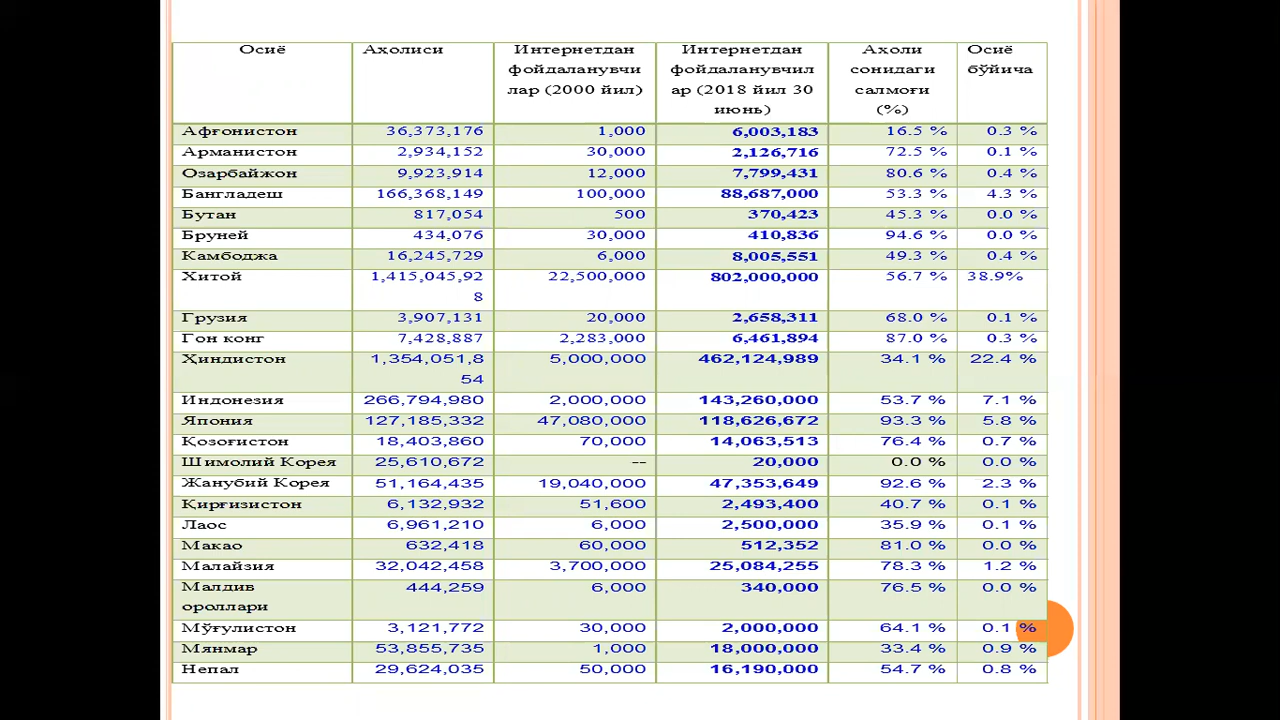 Осиё Ахолиси Интернетдан Интернетдан Ахоли Осиё
фойдаланувчи фойдаланувчил сонидаги бўйича
лар (2000 йил) ар (2018 йил 30 салмоғи
июнь) (%)
Афғонистон 36,373,176 1,000 6,003,183 16.5 % 0.3 %
Арманистон 2,934,152 30,000 2,126,716 72.5 % 0.1 %
Озарбайжон 9,923,914 12,000 7,799,431 80.6 % 0.4 %
Бангладеш 166,368,149 100,000 88,687,000 53.3 % 4.3 %
Бутан 817,054 500 370,423 45.3 % 0.0 %
Бруней 434,076 30,000 410,836 94.6 % 0.0 %
Камбоджа 16,245,729 6,000 8,005,551 49.3 % 0.4 %
Хитой 1,415,045,92 22,500,000 802,000,000 56.7 % 38.9%
8
Грузия 3,907,131 20,000 2,658,311 68.0 % 0.1 %
Гон конг 7,428,887 2,283,000 6,461,894 87.0 % 0.3 %
Ҳиндистон 1,354,051,8 5,000,000 462,124,989 34.1 % 22.4 %
54
Индонезия 266,794,980 2,000,000 143,260,000 53.7 % 7.1 %
Япония 127,185,332 47,080,000 118,626,672 93.3 % 5.8 %
Қозоғистон 18,403,860 70,000 14,063,513 76.4 % 0.7 %
Шимолий Корея 25,610,672 -- 20,000 0.0 % 0.0 %
Жанубий Корея 51,164,435 19,040,000 47,353,649 92.6 % 2.3 %
Қирғизистон 6,132,932 51,600 2,493,400 40.7 % 0.1 %
Лаос 6,961,210 6,000 2,500,000 35.9 % 0.1 %
Макао 632,418 60,000 512,352 81.0 % 0.0 %
Малайзия 32,042,458 3,700,000 25,084,255 78.3 % 1.2 %
Малдив 444,259 6,000 340,000 76.5 % 0.0 %
ороллари
Мўғулистон 3,121,772 30,000 2,000,000 64.1 % 0.1 %
Мянмар 53,855,735 1,000 18,000,000 33.4 % 0.9 %
Непал 29,624,035 50,000 16,190,000 54.7 % 0.8 %